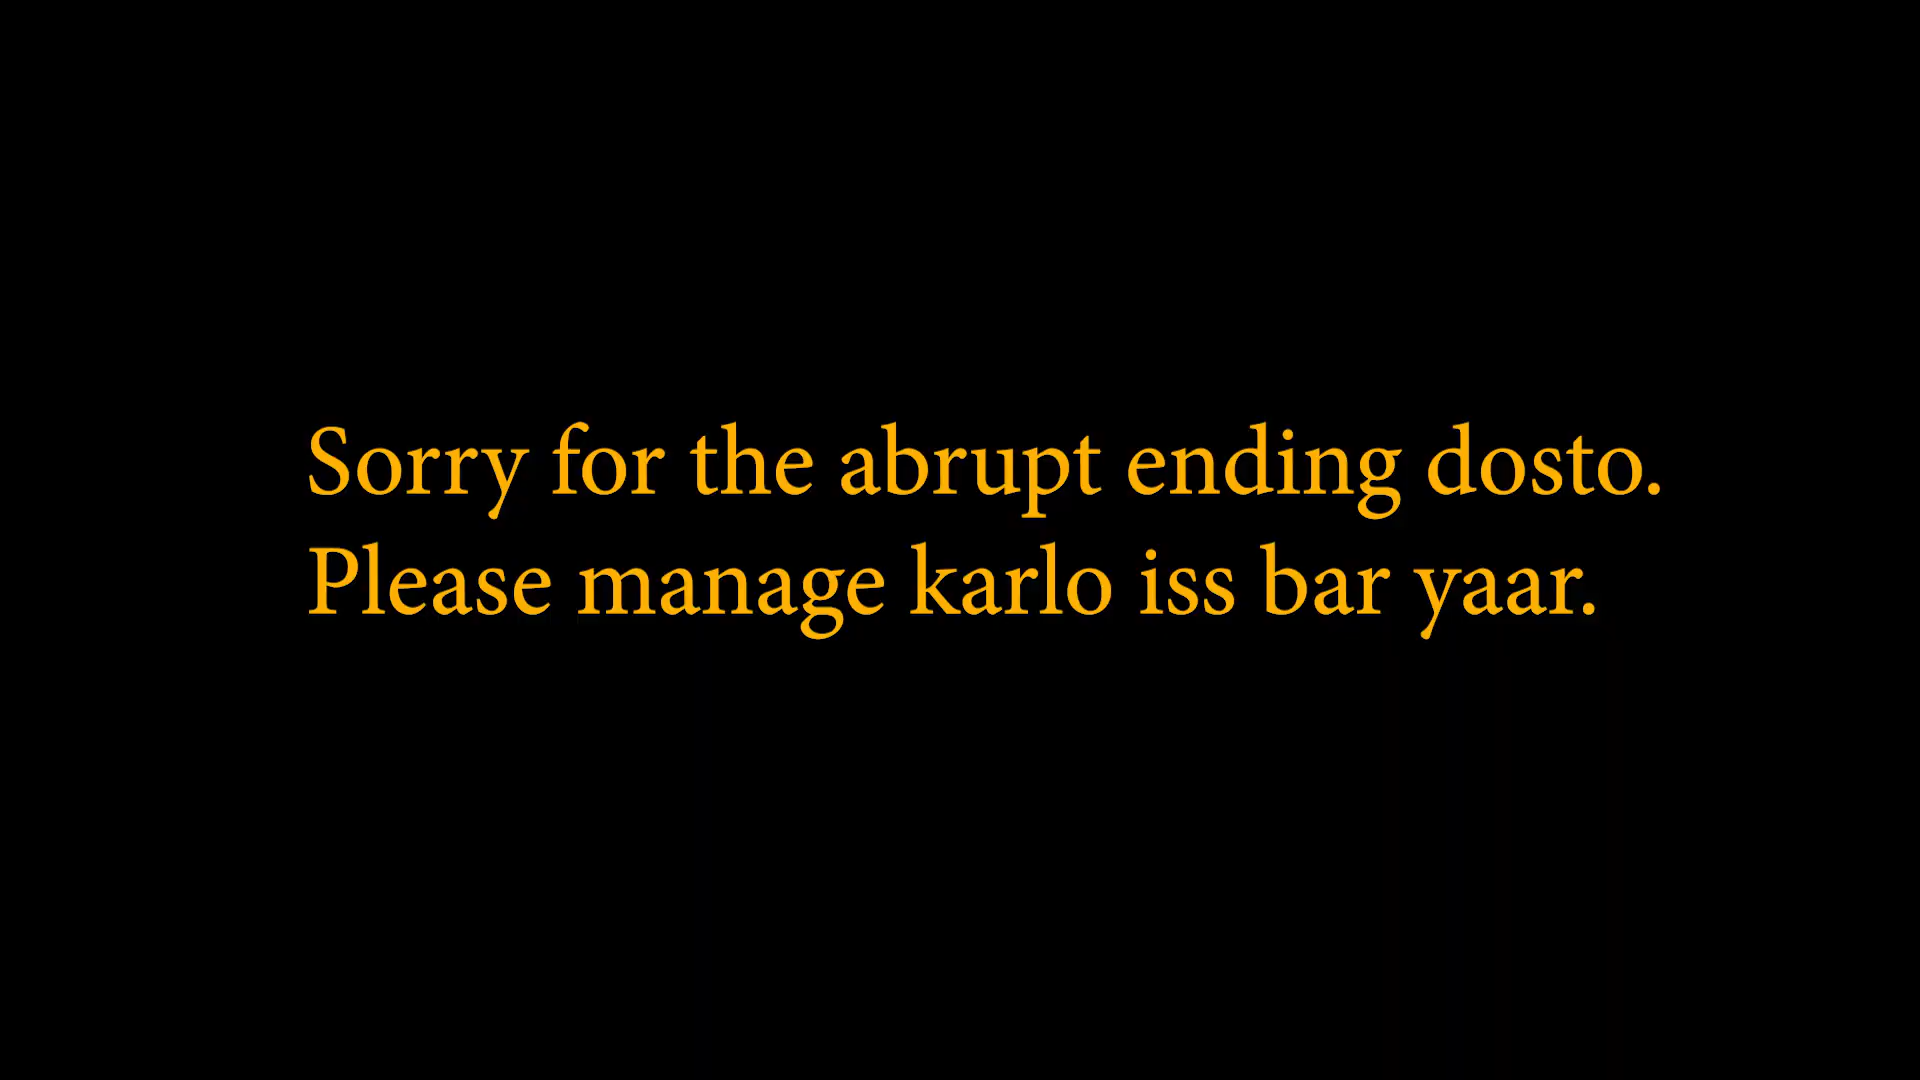 Sorry for the abrupt ending dosto.
Please manage karlo iss bar yaar.